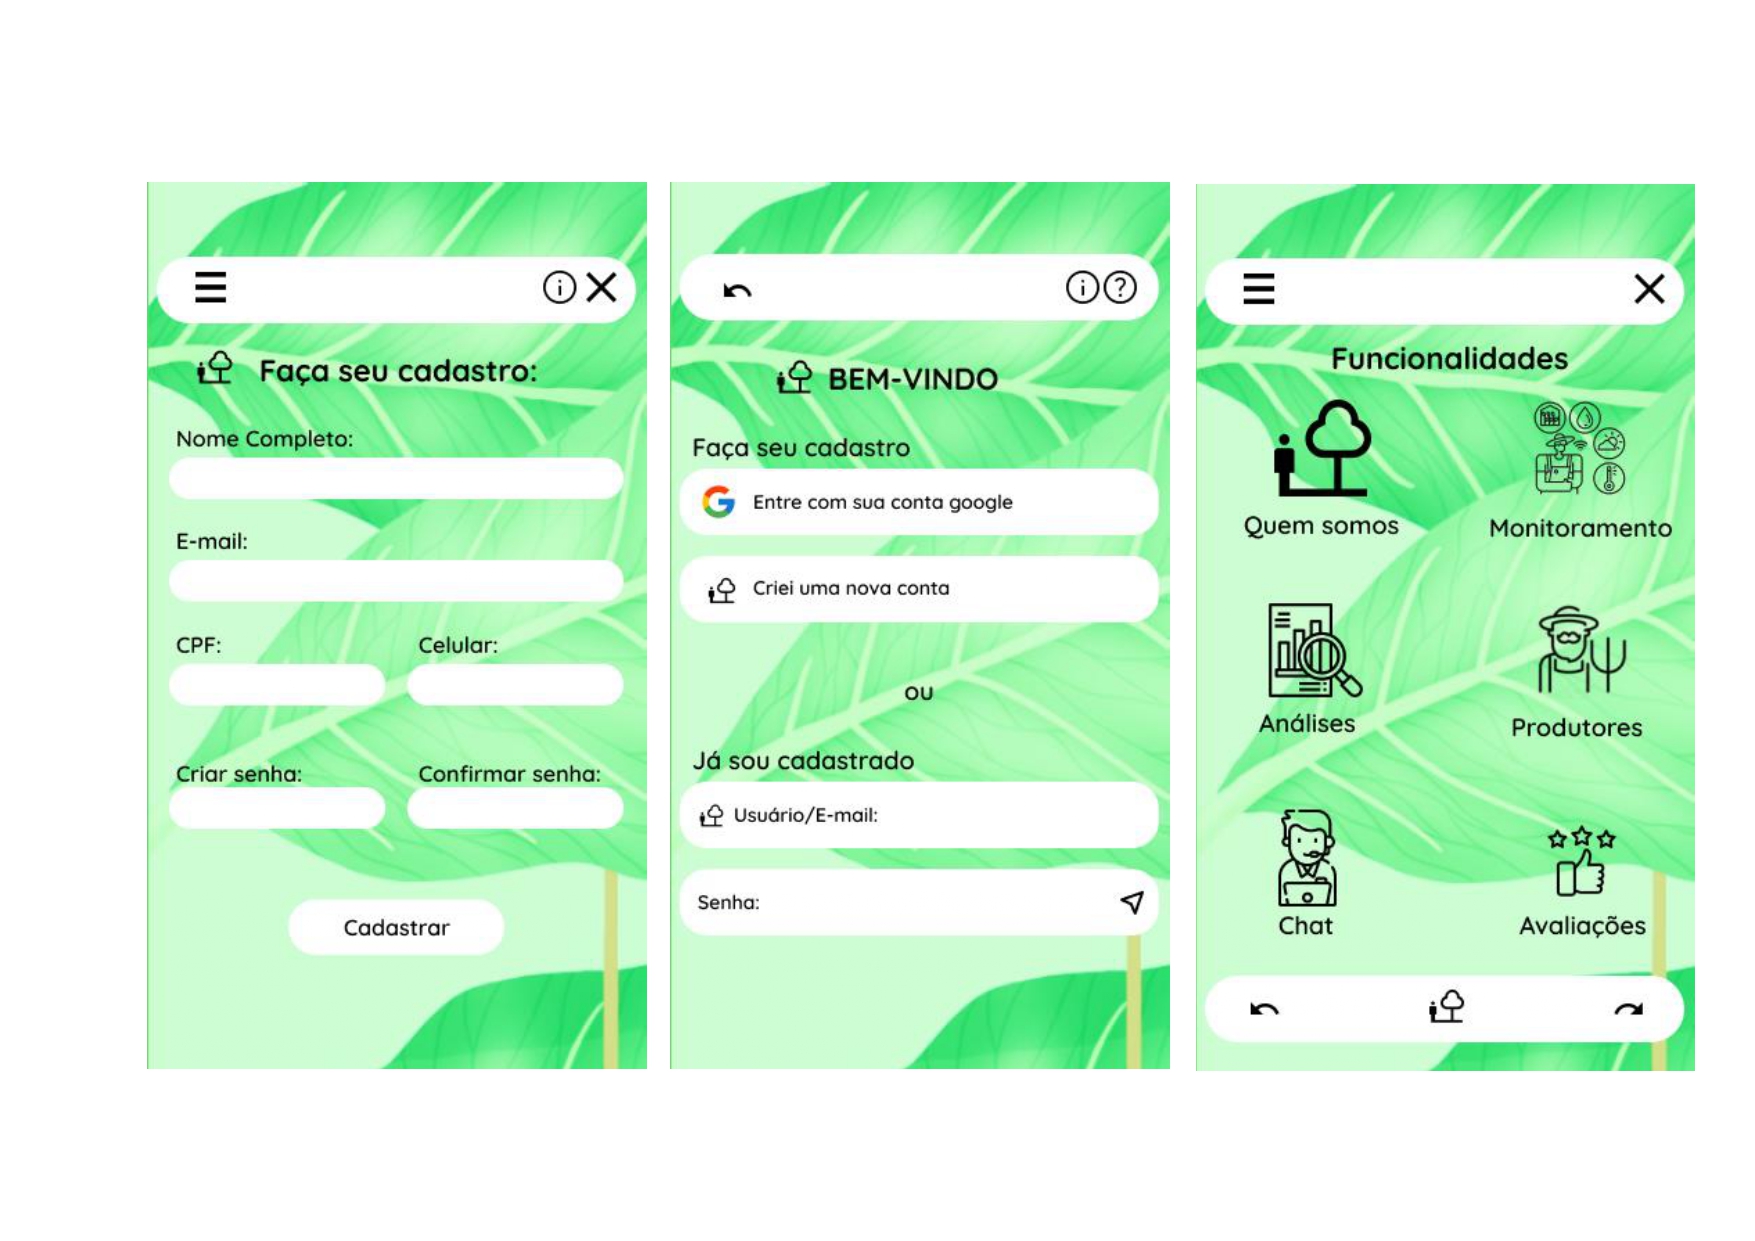 Faça seu cadastro:
Nome Completo:
E-mail:
CPF:
Celular:
Criar senha:
Confirmar senha:
Cadastrar
BEM-VINDO
Faça seu cadastro
Entre com sua conta google
Criei uma nova conta
ou
Já sou cadastrado
Usuário/E-mail:
Senha:
Funcionalidades
Quem somos
Monitoramento
Análises
Produtores
Chat
Avaliações